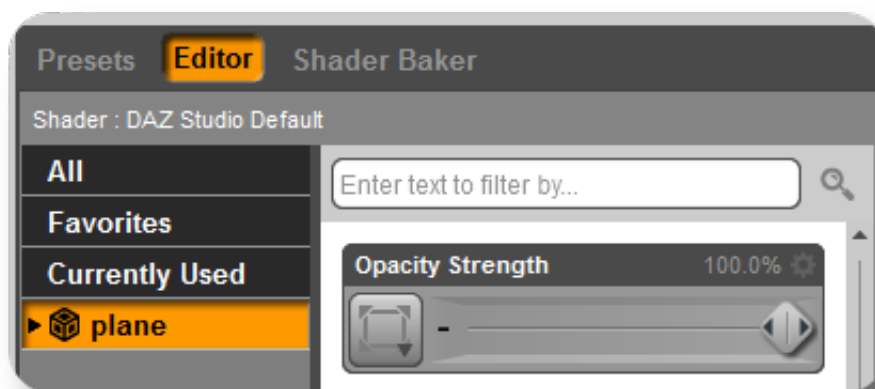 Presets Editor Shader Baker
Shader : DAZ Studio Default
All
Favorites
Currently Used
plane
Enter text to filter by...
Opacity Strength 100.0%
-